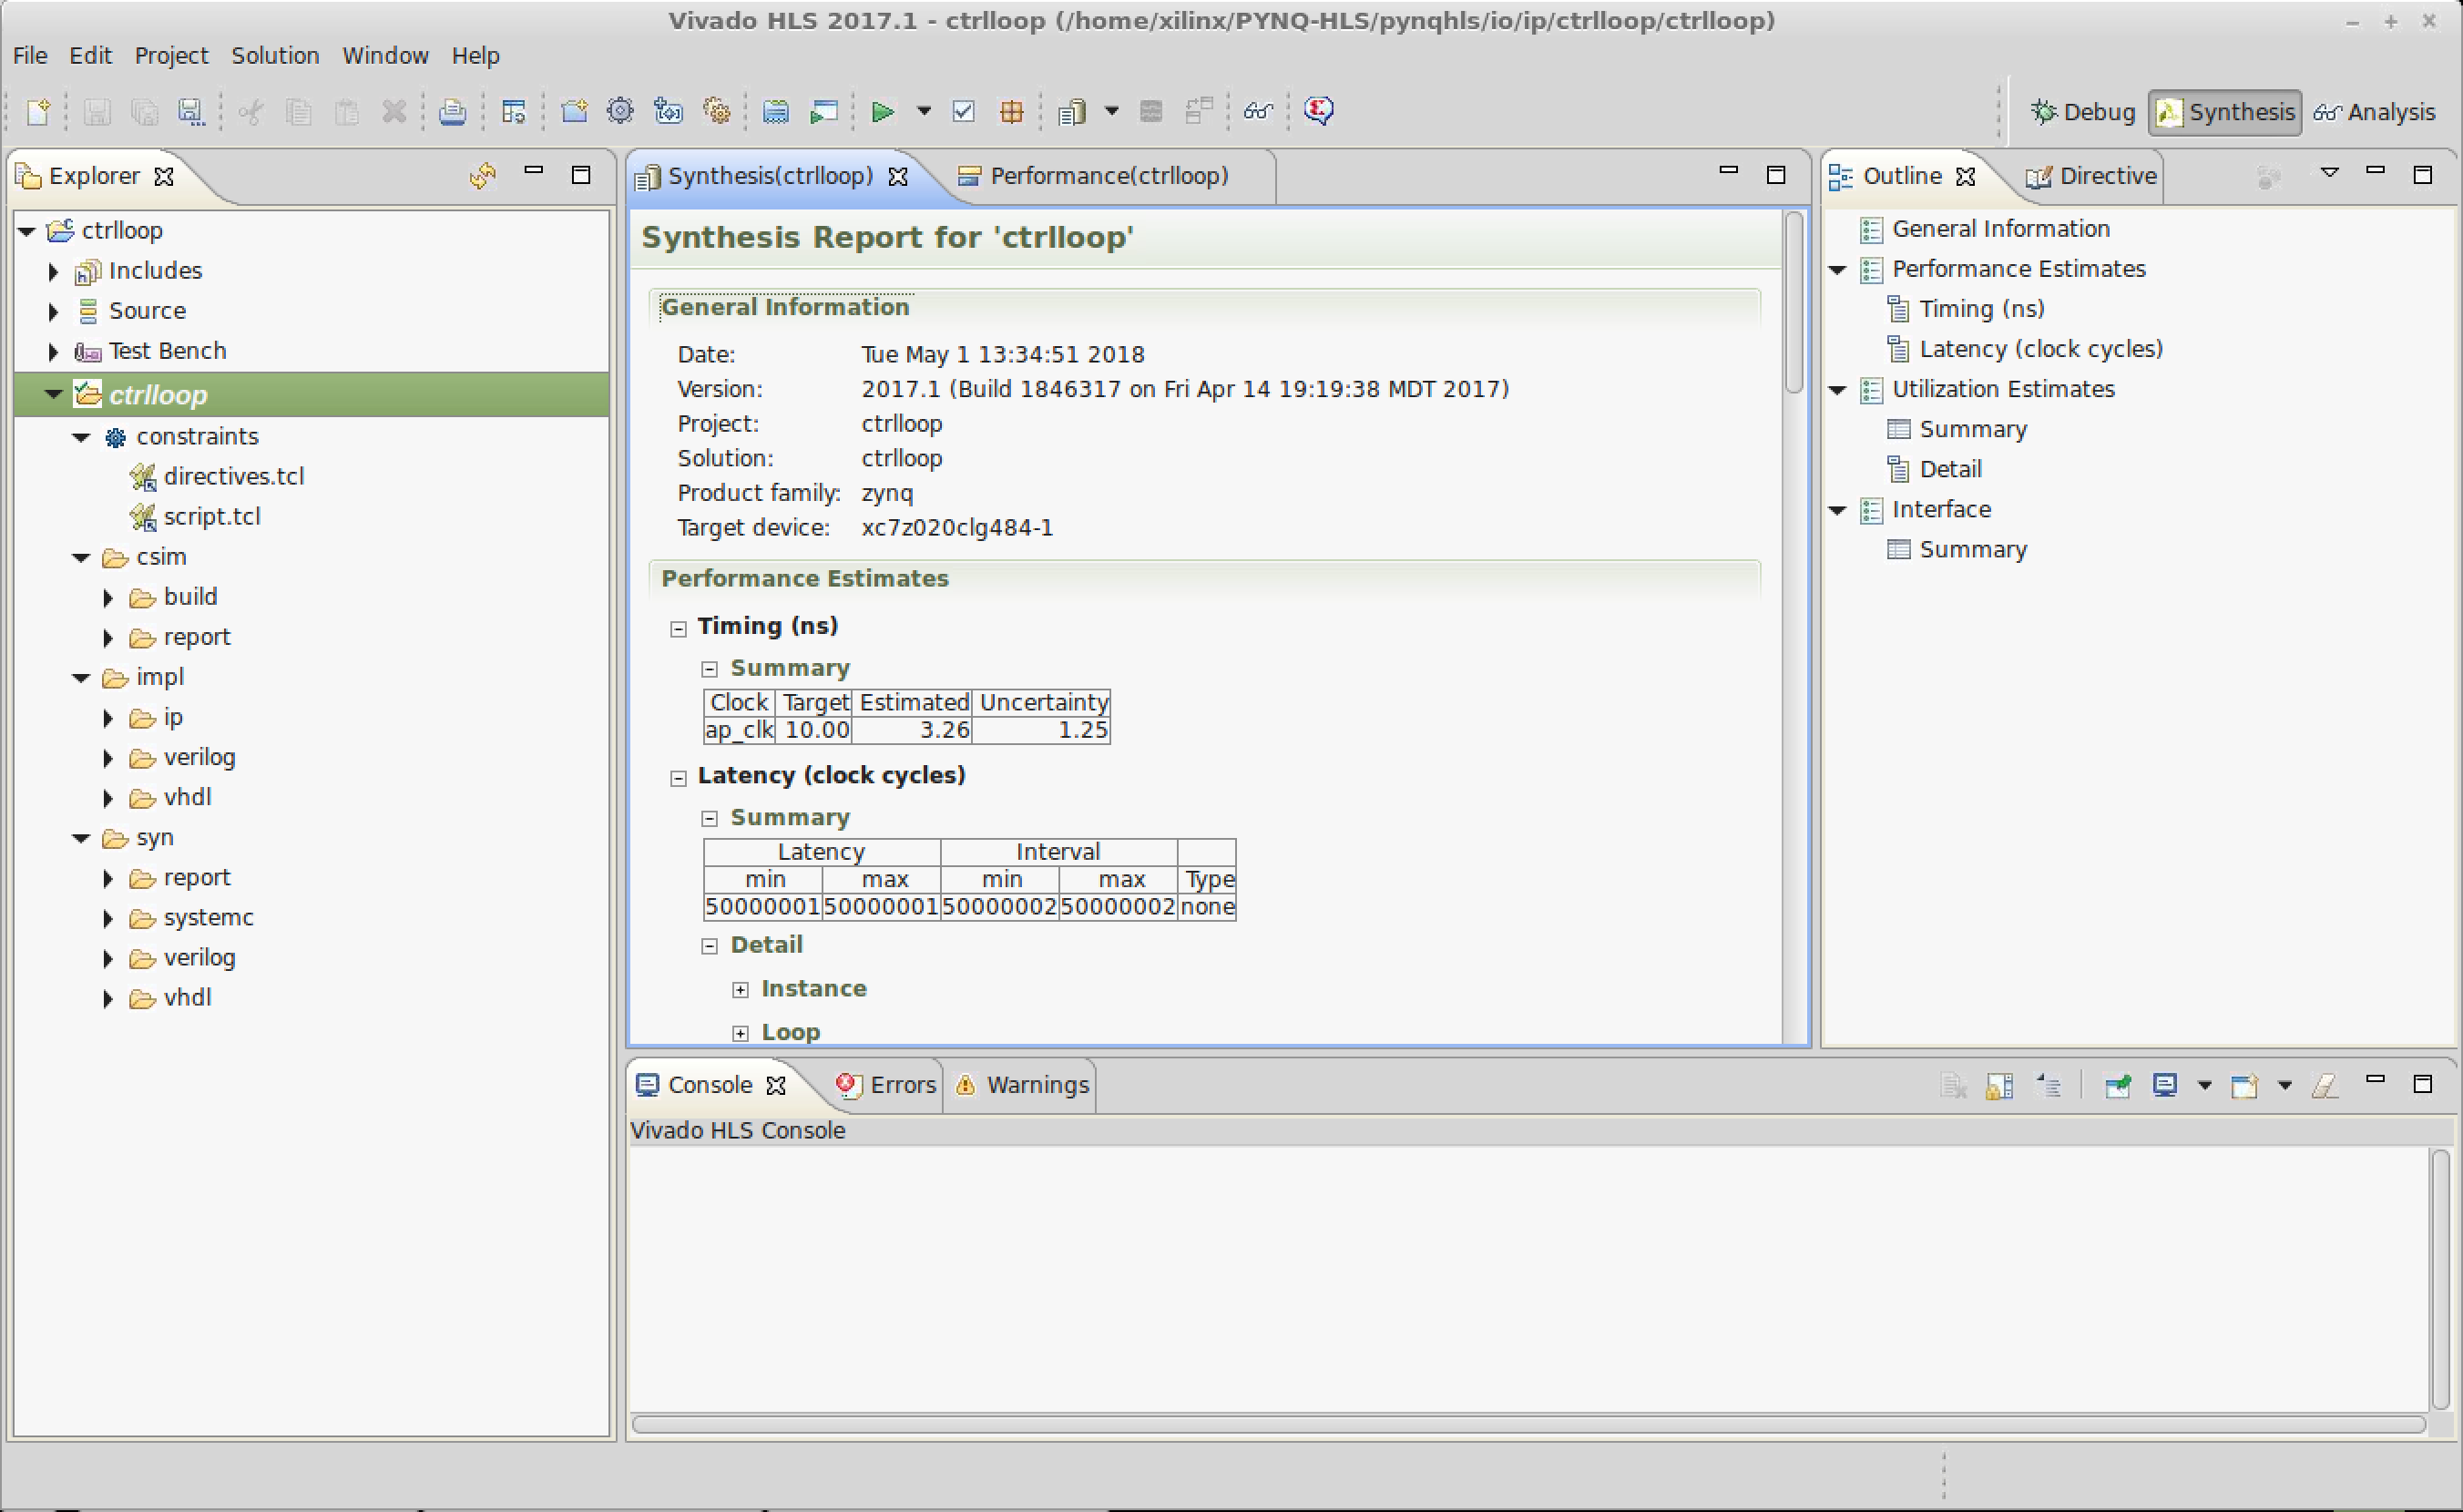 Vivado HLS 2017.1 - ctrlloop (/home/xilinx/PYNQ-HLS/pynqhls/io/ip/ctrlloop/ctrlloop)
File Edit Project Solution Window Help
Debug Synthesis Analysis
Explorer
ctrlloop
Includes
Source
Test Bench
ctrlloop
constraints
directives.tcl
script.tcl
csim
build
report
impl
ip
verilog
vhdl
syn
report
systemc
verilog
vhdl
Synthesis(ctrlloop) Performance(ctrlloop)
Synthesis Report for 'ctrlloop'
General Information
Date: Tue May 1 13:34:51 2018
Version: 2017.1 (Build 1846317 on Fri Apr 14 19:19:38 MDT 2017)
Project: ctrlloop
Solution: ctrlloop
Product family: zynq
Target device: xc7z020clg484-1
Performance Estimates
Timing (ns)
Summary
Clock Target Estimated Uncertainty
ap_clk 10.00 3.26 1.25
Latency (clock cycles)
Summary
Latency Interval
min max min max Type
50000001 50000001 50000002 50000002 none
Detail
Instance
Loop
Outline Directive
General Information
Performance Estimates
Timing (ns)
Latency (clock cycles)
Utilization Estimates
Summary
Detail
Interface
Summary
Console Errors Warnings
Vivado HLS Console